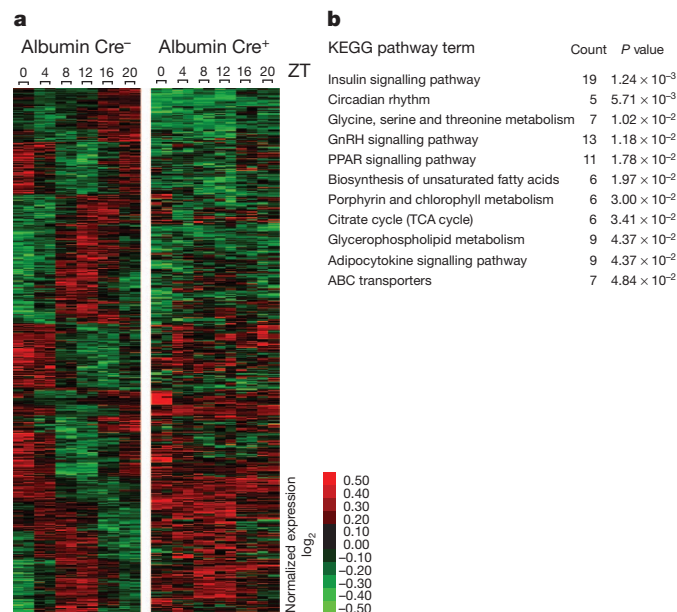 a
Albumin Cre⁻ Albumin Cre⁺
0 4 8 12 16 20 0 4 8 12 16 20 ZT
Normalized expression
log₂
0.50
0.40
0.30
0.20
0.10
0.00
−0.10
−0.20
−0.30
−0.40
−0.50
b
KEGG pathway term Count P value
Insulin signalling pathway 19 1.24 × 10⁻³
Circadian rhythm 5 5.71 × 10⁻³
Glycine, serine and threonine metabolism 7 1.02 × 10⁻²
GnRH signalling pathway 13 1.18 × 10⁻²
PPAR signalling pathway 11 1.78 × 10⁻²
Biosynthesis of unsaturated fatty acids 6 1.97 × 10⁻²
Porphyrin and chlorophyll metabolism 6 3.00 × 10⁻²
Citrate cycle (TCA cycle) 6 3.41 × 10⁻²
Glycerophospholipid metabolism 9 4.37 × 10⁻²
Adipocytokine signalling pathway 9 4.37 × 10⁻²
ABC transporters 7 4.84 × 10⁻²